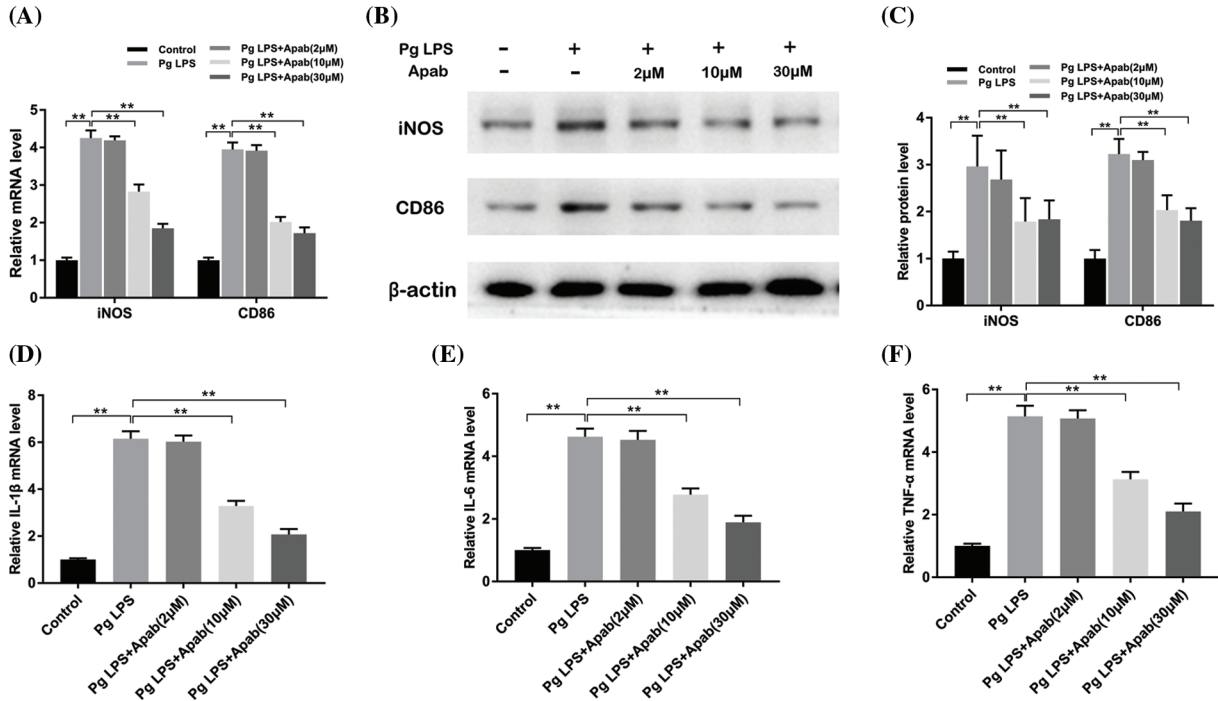 (A)
Control
Pg LPS
Pg LPS+Apab(2μM)
Pg LPS+Apab(10μM)
Pg LPS+Apab(30μM)
Relative mRNA level
5
4
3
2
1
0
** ** **
** ** **
iNOS CD86
(B)
Pg LPS - + + + +
Apab - - 2μM 10μM 30μM
iNOS
CD86
β-actin
(C)
Control
Pg LPS
Pg LPS+Apab(2μM)
Pg LPS+Apab(10μM)
Pg LPS+Apab(30μM)
Relative protein level
4
3
2
1
0
** ** **
** ** **
iNOS CD86
(D)
Relative IL-1β mRNA level
8
6
4
2
0
** ** **
Control
Pg LPS
Pg LPS+Apab(2μM)
Pg LPS+Apab(10μM)
Pg LPS+Apab(30μM)
(E)
Relative IL-6 mRNA level
6
4
2
0
** ** **
Control
Pg LPS
Pg LPS+Apab(2μM)
Pg LPS+Apab(10μM)
Pg LPS+Apab(30μM)
(F)
Relative TNF-α mRNA level
6
4
2
0
** ** **
Control
Pg LPS
Pg LPS+Apab(2μM)
Pg LPS+Apab(10μM)
Pg LPS+Apab(30μM)